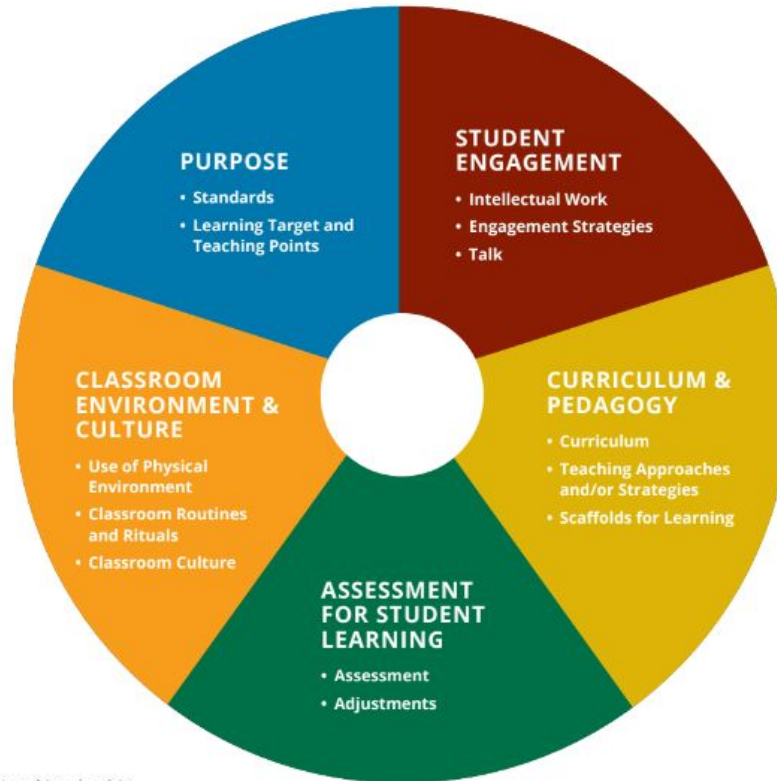 PURPOSE
• Standards
• Learning Target and
Teaching Points
STUDENT
ENGAGEMENT
• Intellectual Work
• Engagement Strategies
• Talk
CURRICULUM &
PEDAGOGY
• Curriculum
• Teaching Approaches
and/or Strategies
• Scaffolds for Learning
ASSESSMENT
FOR STUDENT
LEARNING
• Assessment
• Adjustments
CLASSROOM
ENVIRONMENT &
CULTURE
• Use of Physical
Environment
• Classroom Routines
and Rituals
• Classroom Culture